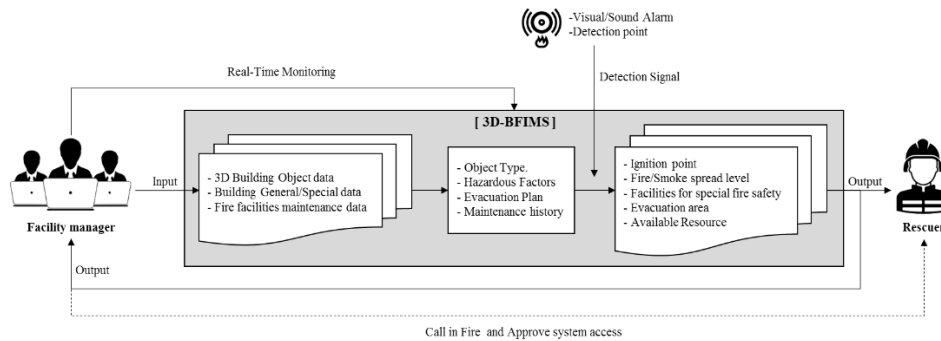 -Visual/Sound Alarm
-Detection point
Real-Time Monitoring
Detection Signal
[ 3D-BFIMS ]
Input
- 3D Building Object data
- Building General/Special data
- Fire facilities maintenance data
- Object Type.
- Hazardous Factors
- Evacuation Plan
- Maintenance history
- Ignition point
- Fire/Smoke spread level
- Facilities for special fire safety
- Evacuation area
- Available Resource
Output
Facility manager
Rescuer
Output
Call in Fire and Approve system access